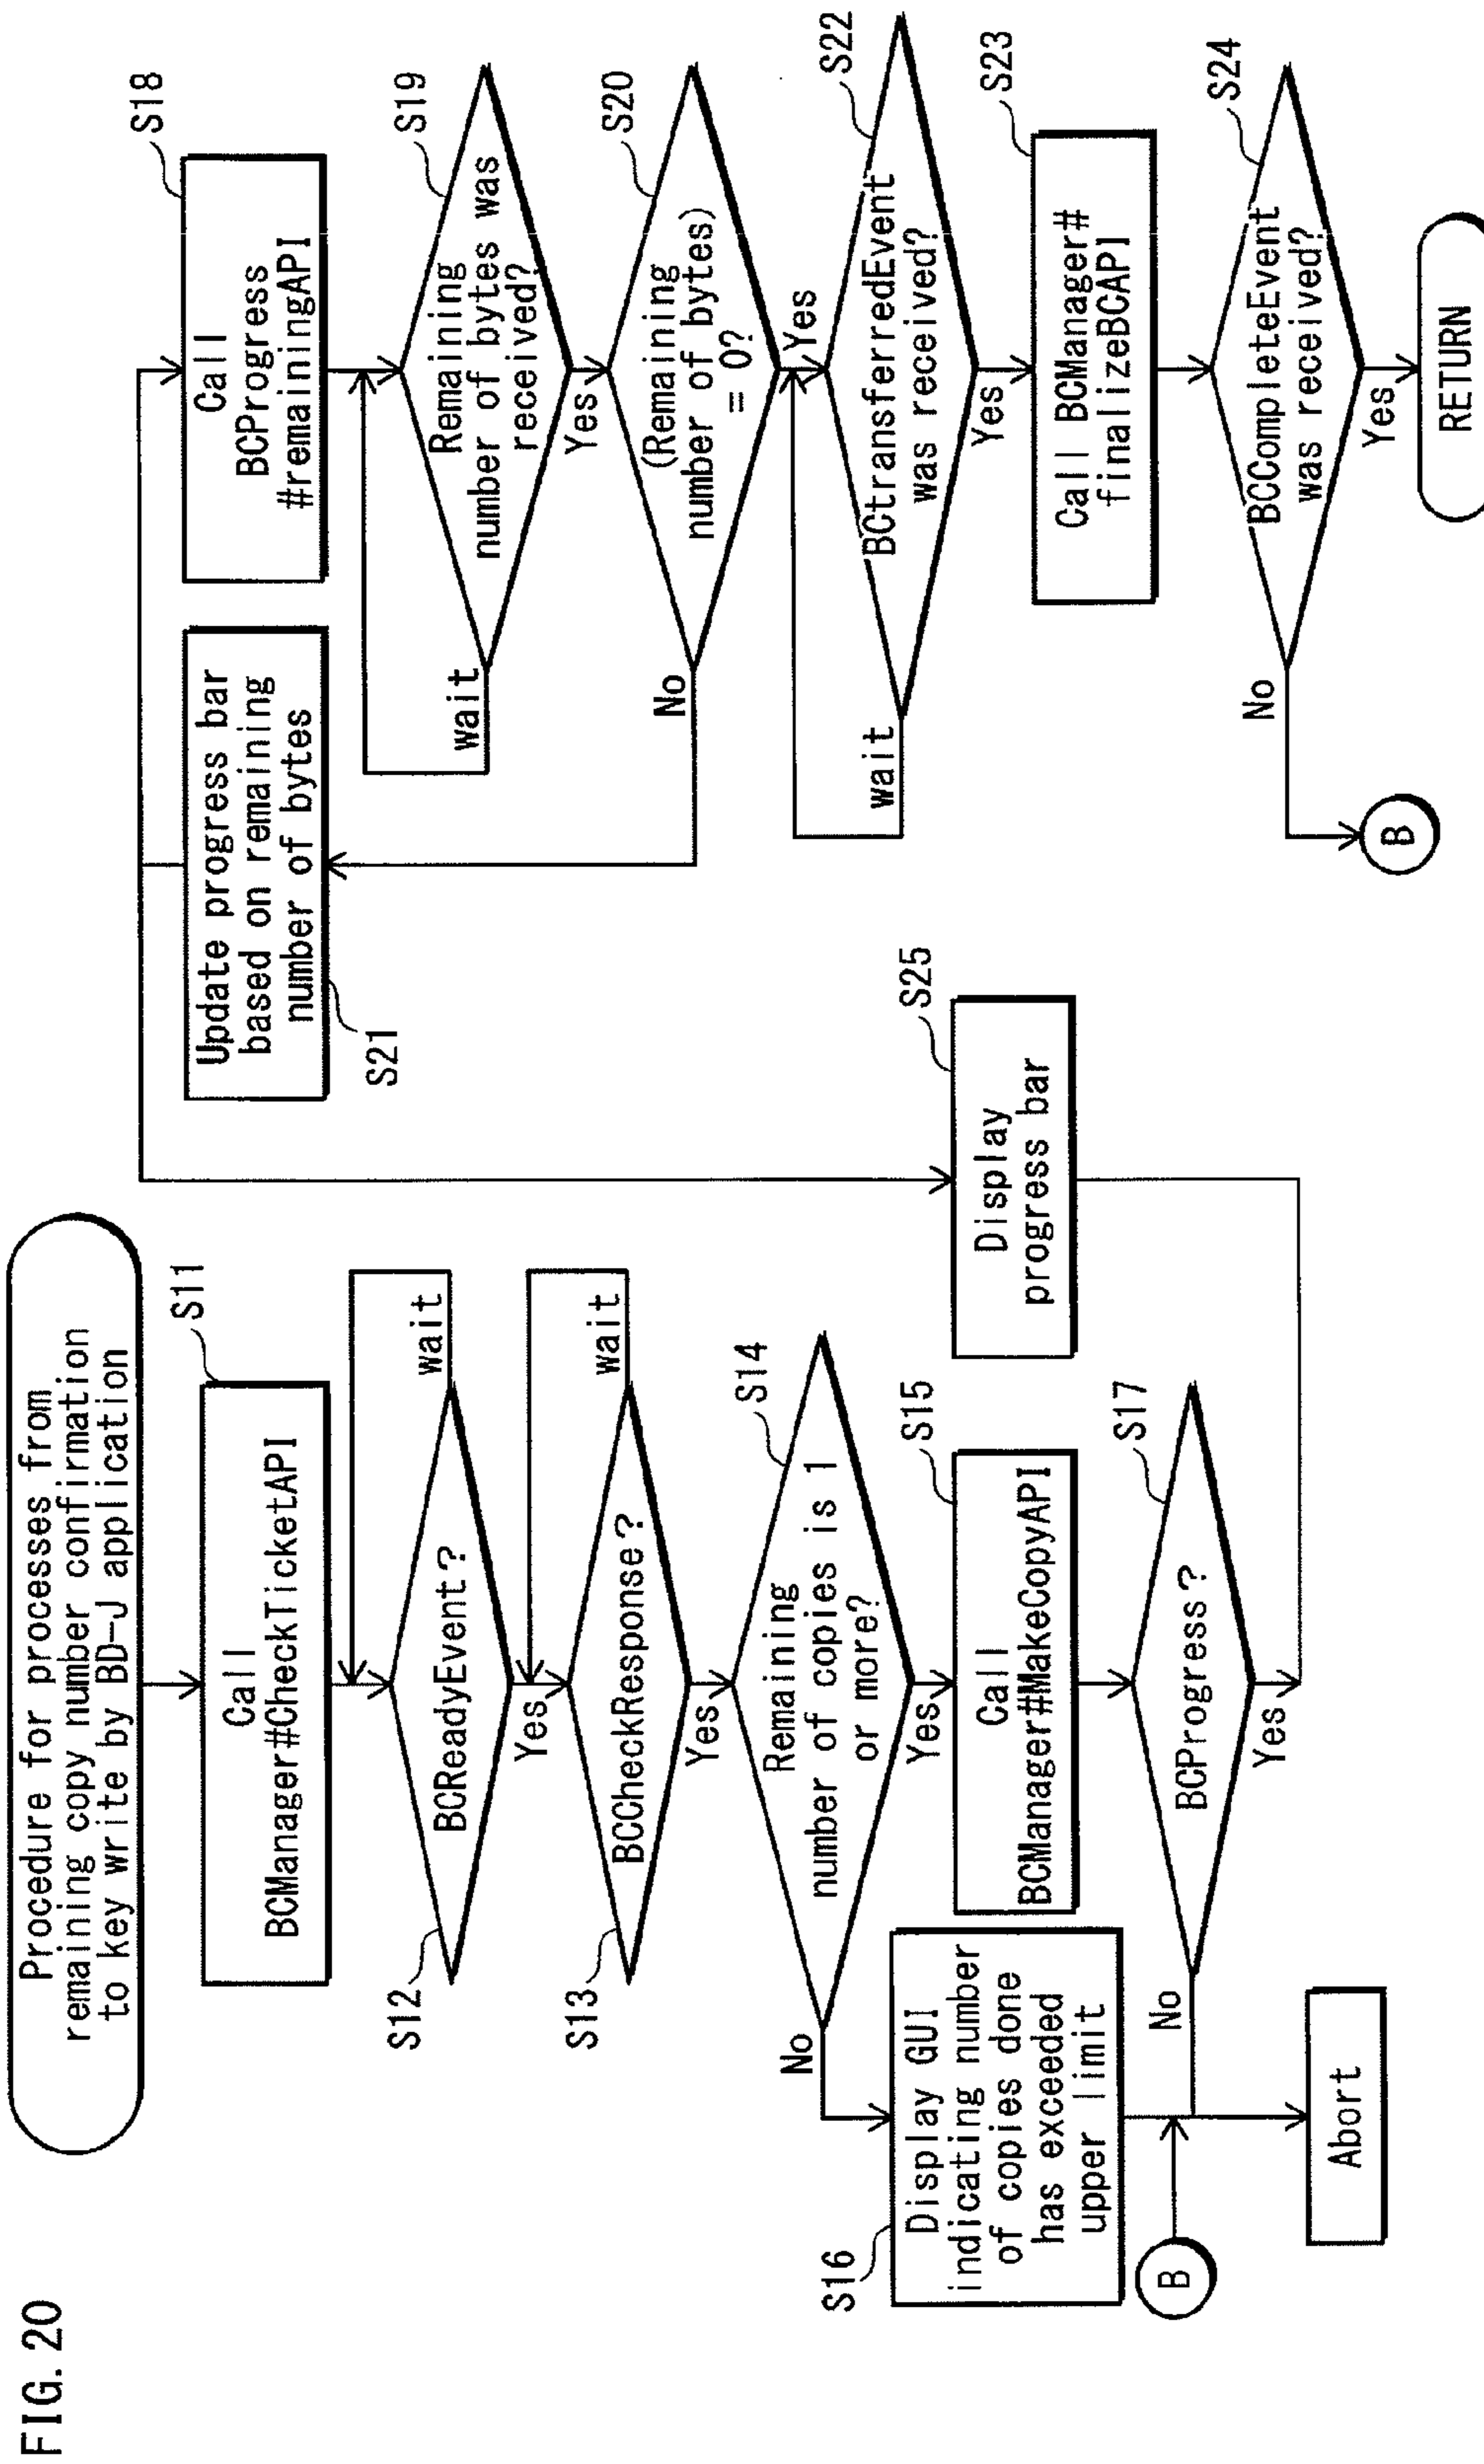 FIG. 20
Procedure for processes from
remaining copy number confirmation
to key write by BD-J application
S11
Call
BCManager#CheckTicketAPI
wait
S12
BCReadyEvent?
Yes
wait
S13
BCCheckResponse?
Yes
S14
Remaining
number of copies is 1
or more?
No
Yes
S16
Display GUI
indicating number
of copies done
has exceeded
upper limit
S15
Call
BCManager#MakeCopyAPI
S17
BCProgress?
No
Yes
B
Abort
S25
Display
progress bar
S18
Call
BCProgress
#remainingAPI
S21
Update progress bar
based on remaining
number of bytes
S19
Remaining
number of bytes was
received?
wait
Yes
S20
(Remaining
number of bytes)
= 0?
No
Yes
S22
BCtransferredEvent
was received?
wait
Yes
S23
Call BCManager#
finalizeBCAPI
S24
BCCompleteEvent
was received?
No
Yes
B
RETURN